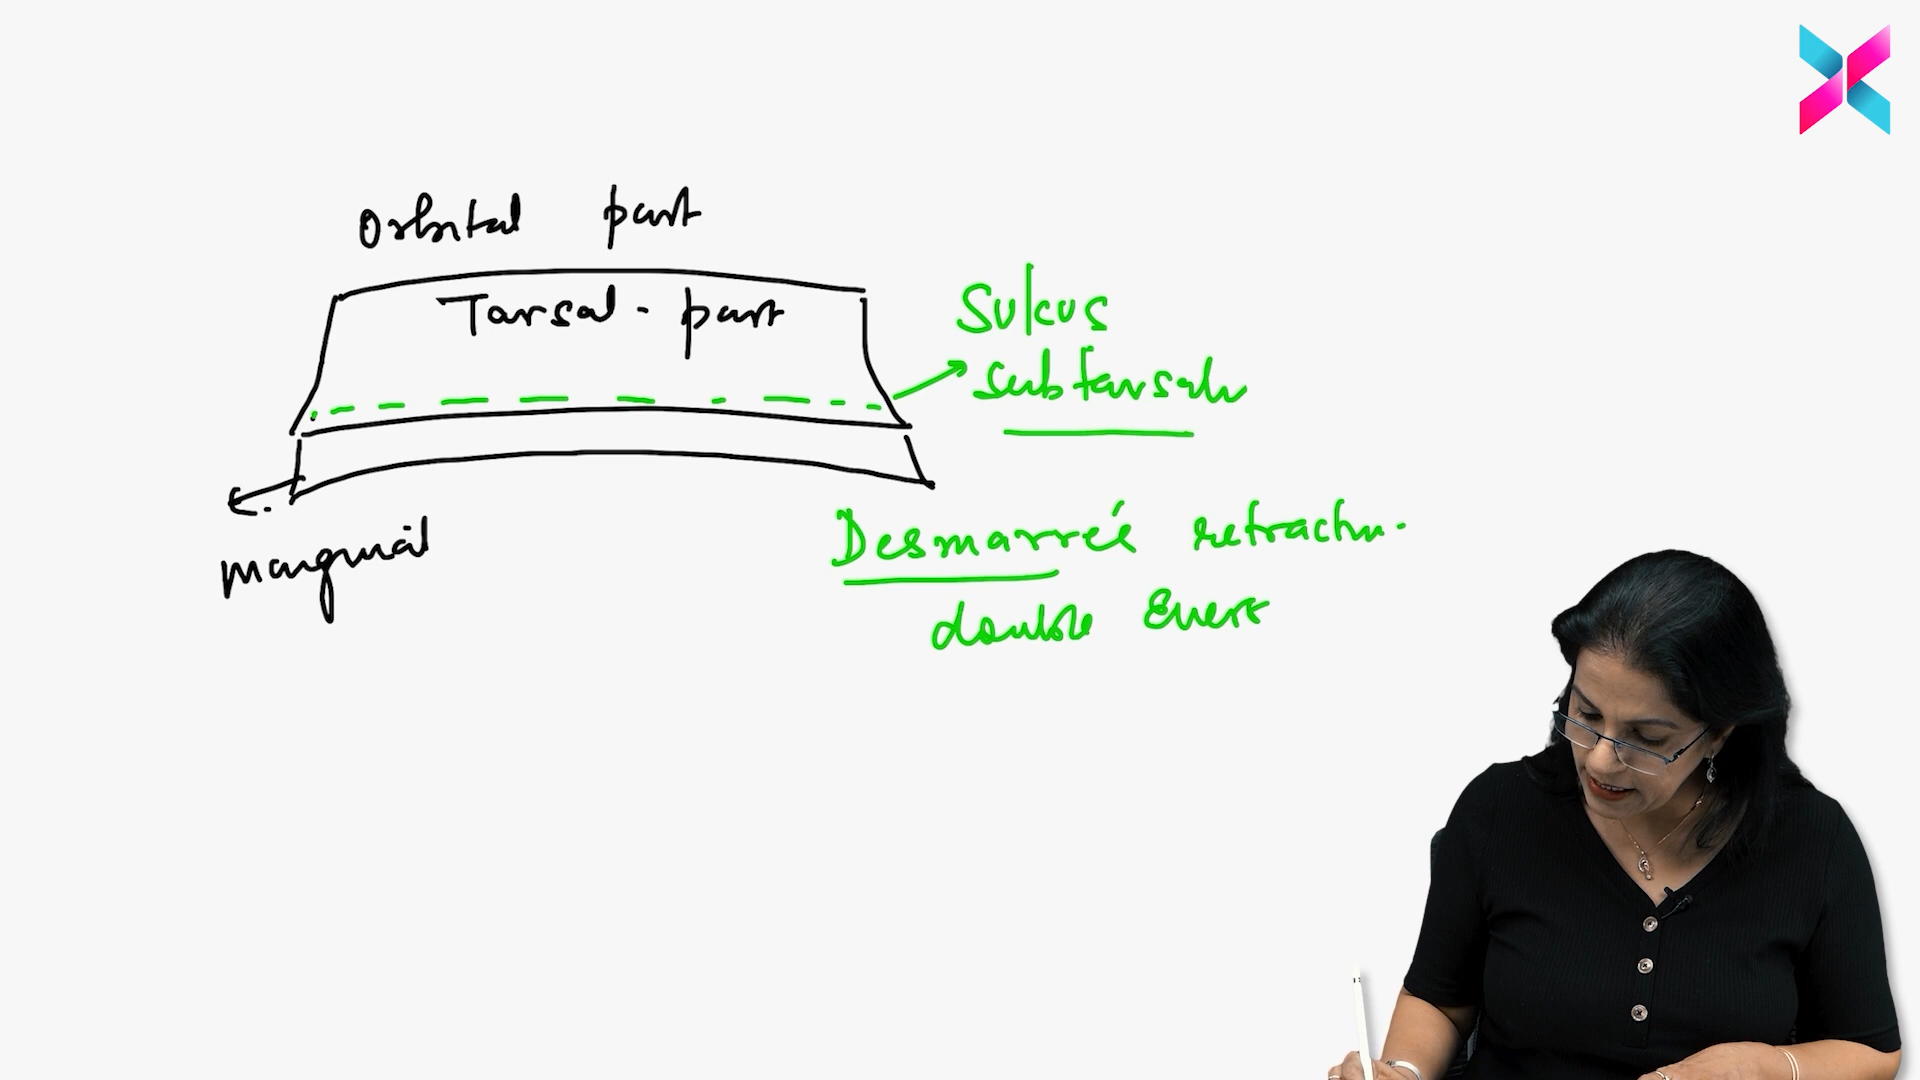 Orbital part
Tarsal - part
Sulcus
subtarsalis
marginal
Desmarre's retractor
double Evert